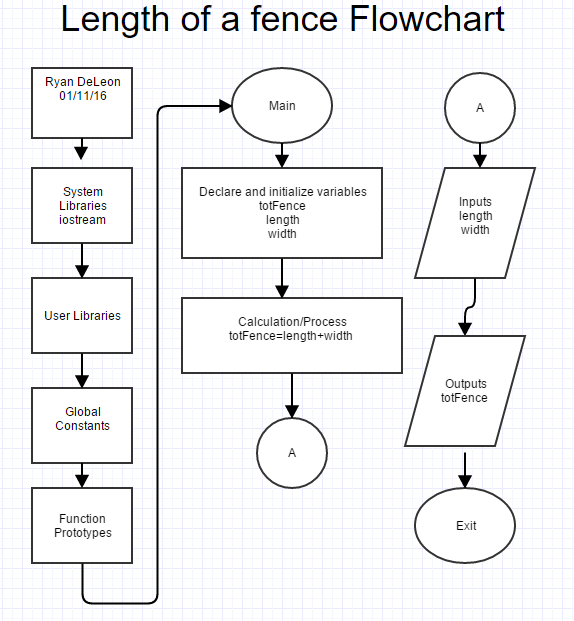 Length of a fence Flowchart
Ryan DeLeon
01/11/16
System
Libraries
iostream
User Libraries
Global
Constants
Function
Prototypes
Main
Declare and initialize variables
totFence
length
width
Calculation/Process
totFence=length+width
A
A
Inputs
length
width
Outputs
totFence
Exit